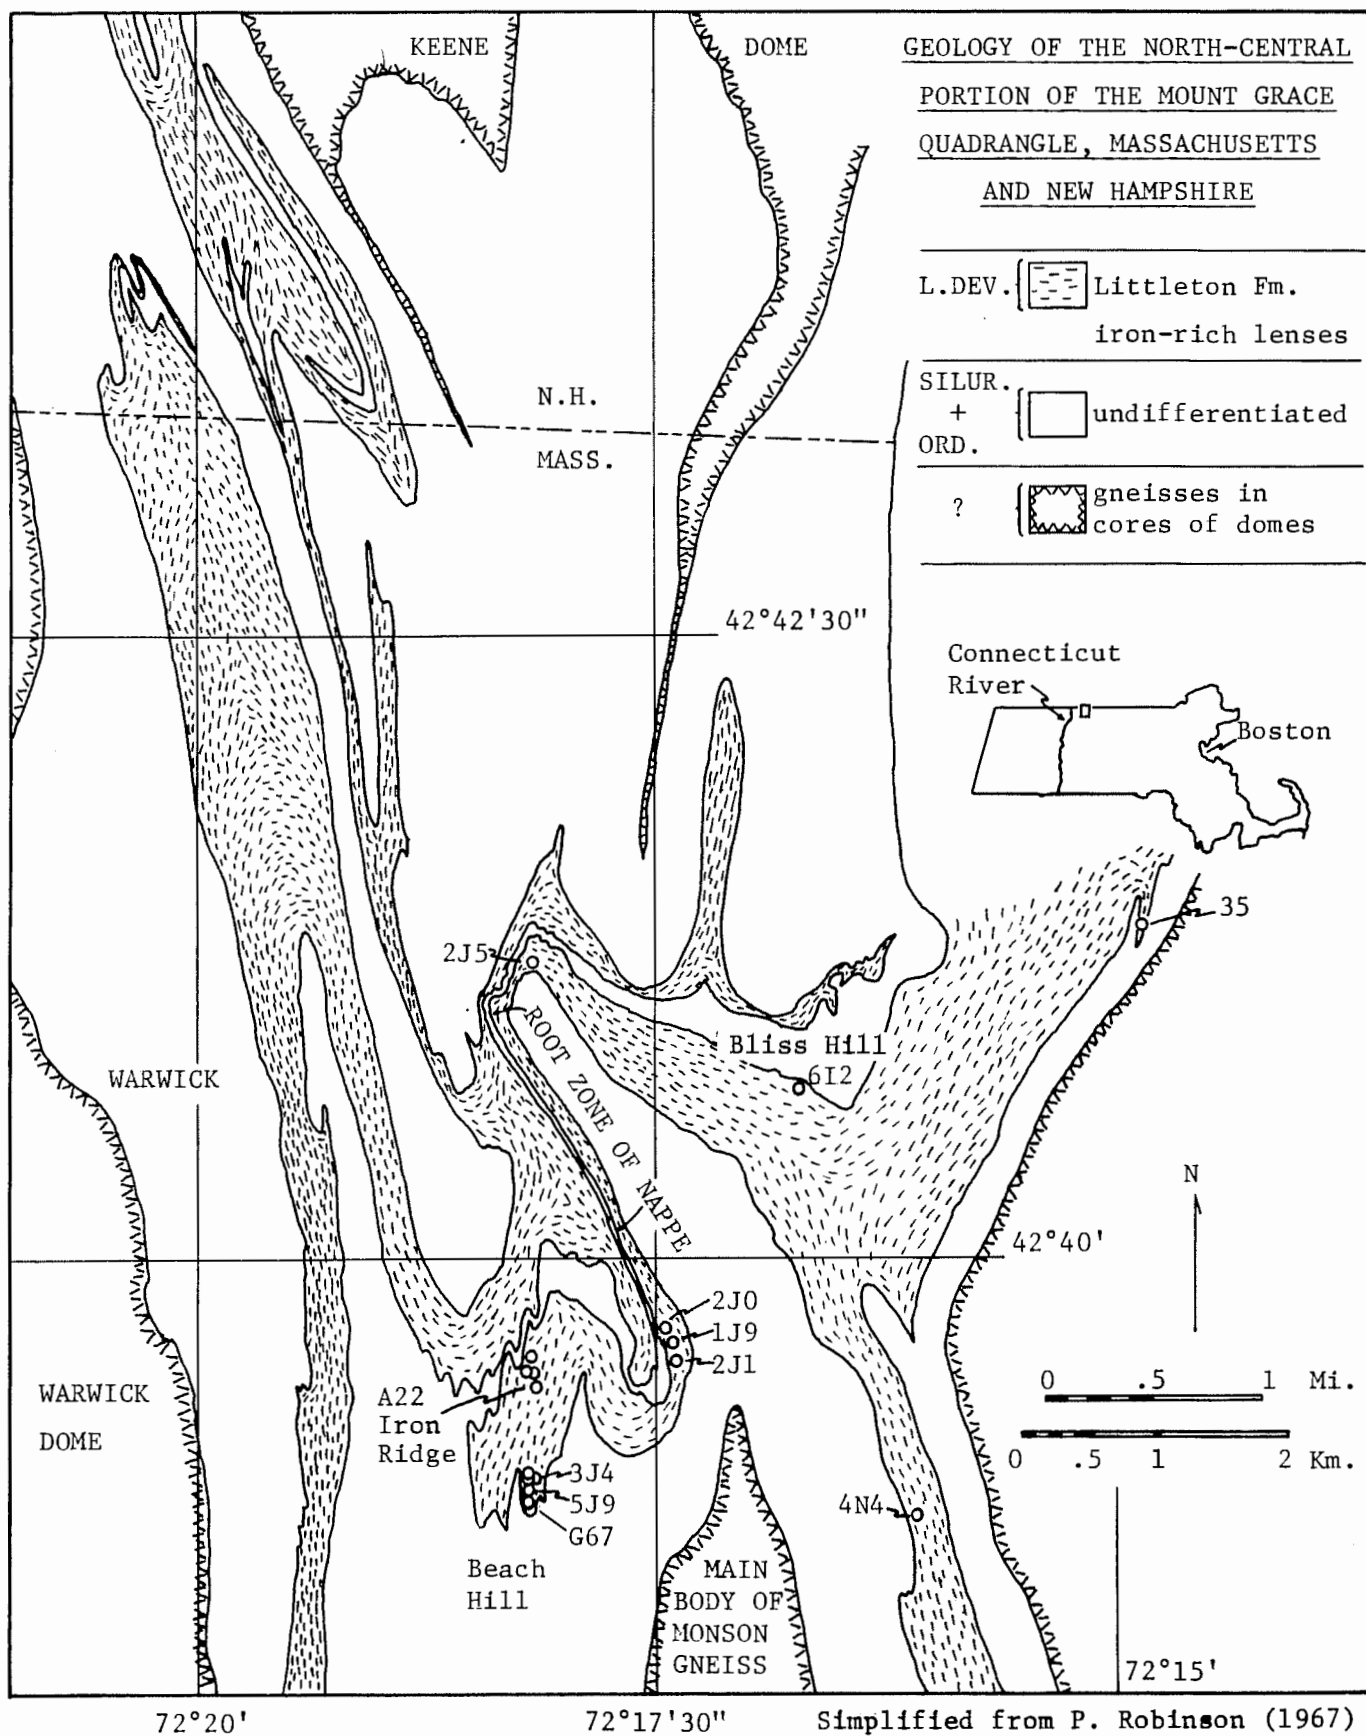 KEENE
DOME
GEOLOGY OF THE NORTH-CENTRAL
PORTION OF THE MOUNT GRACE
QUADRANGLE, MASSACHUSETTS
AND NEW HAMPSHIRE
L.DEV.
Littleton Fm.
iron-rich lenses
SILUR.
+
ORD.
undifferentiated
?
gneisses in
cores of domes
N.H.
MASS.
42°42'30"
Connecticut
River
Boston
35
2J5
ROOT ZONE OF NAPPE
Bliss Hill
6I2
WARWICK
N
42°40'
2J0
1J9
2J1
A22
Iron
Ridge
WARWICK
DOME
0 .5 1 Mi.
0 .5 1 2 Km.
3J4
5J9
G67
4N4
Beach
Hill
MAIN
BODY OF
MONSON
GNEISS
72°15'
72°20'
72°17'30"
Simplified from P. Robinson (1967)